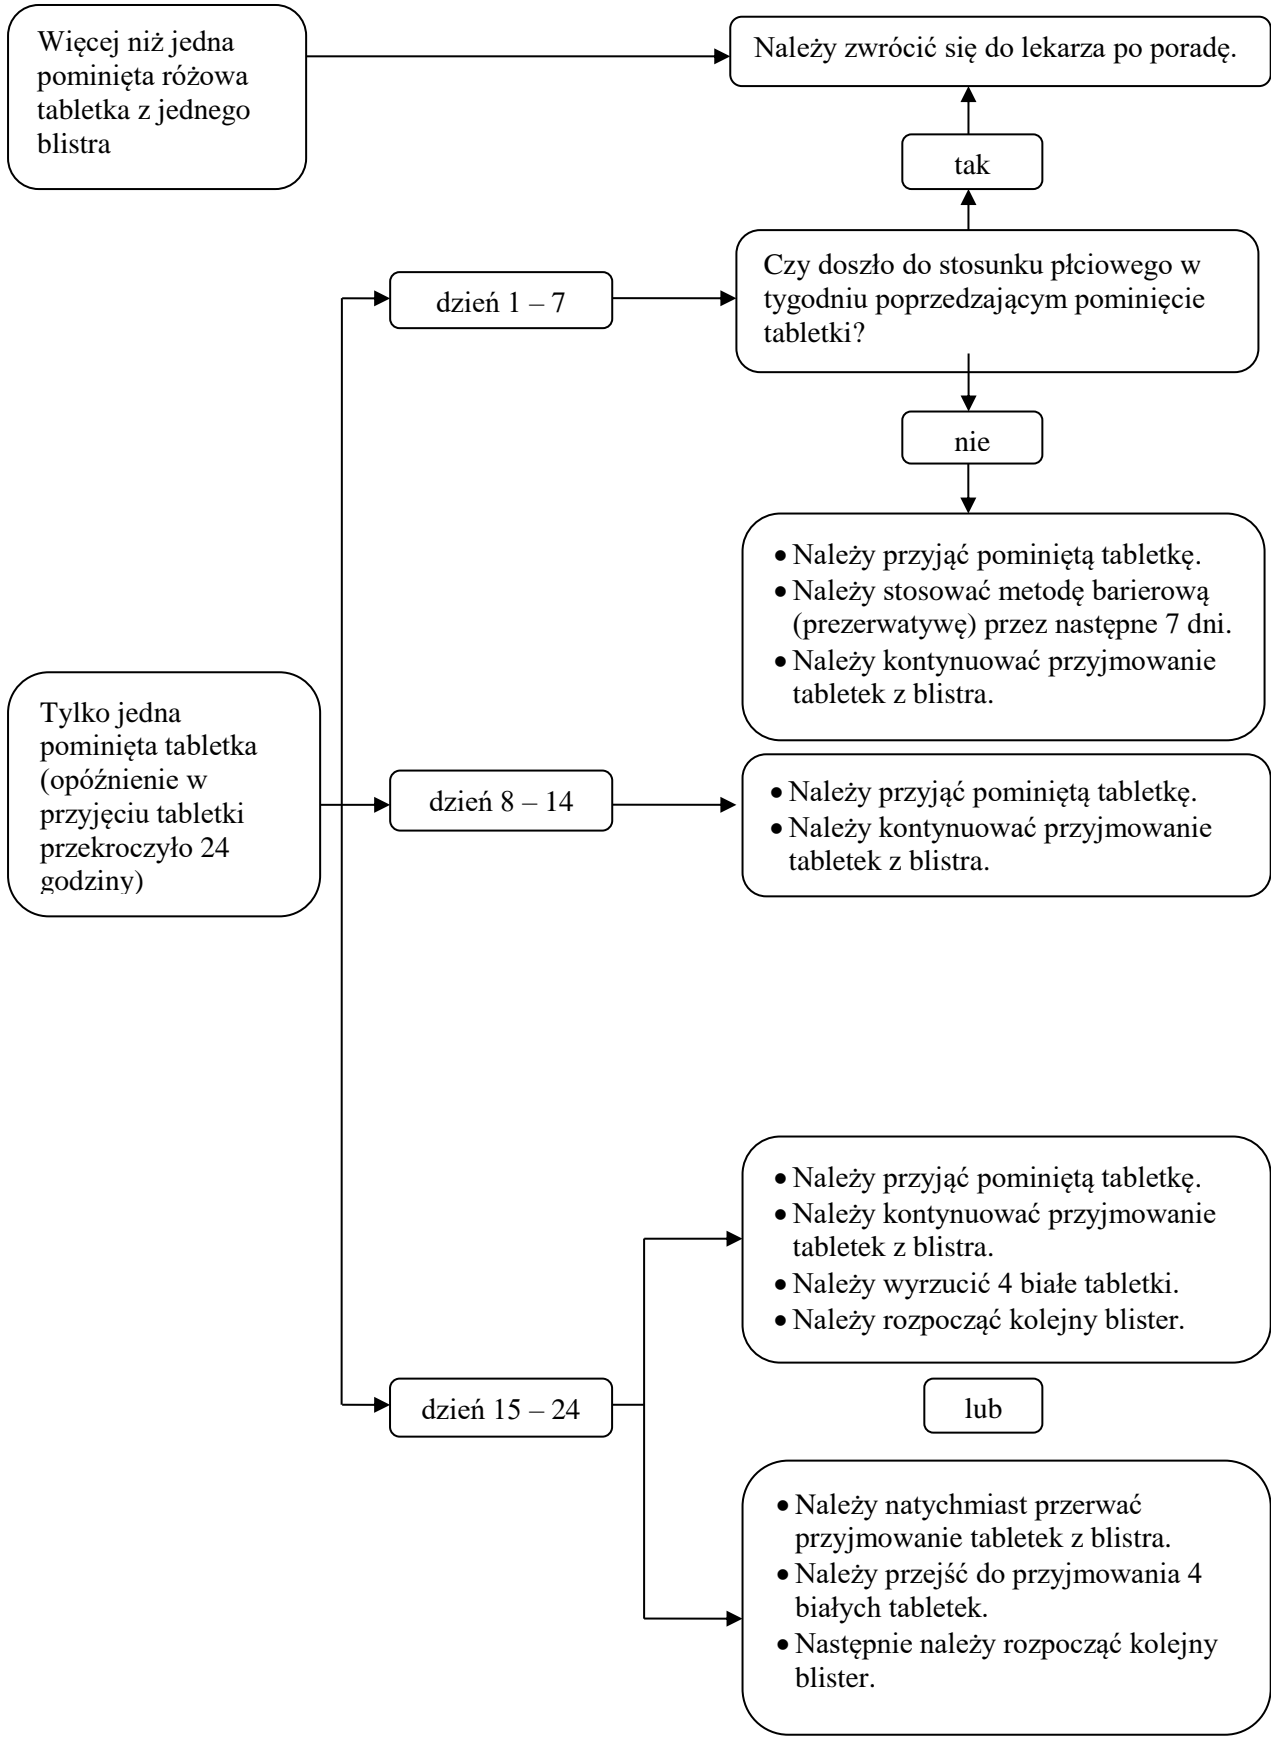 Więcej niż jedna
pominięta różowa
tabletka z jednego
blistra
Należy zwrócić się do lekarza po poradę.
tak
Czy doszło do stosunku płciowego w
tygodniu poprzedzającym pominięcie
tabletki?
dzień 1 – 7
nie
• Należy przyjąć pominiętą tabletkę.
• Należy stosować metodę barierową
(prezerwatywę) przez następne 7 dni.
• Należy kontynuować przyjmowanie
tabletek z blistra.
Tylko jedna
pominięta tabletka
(opóźnienie w
przyjęciu tabletki
przekroczyło 24
godziny)
dzień 8 – 14
• Należy przyjąć pominiętą tabletkę.
• Należy kontynuować przyjmowanie
tabletek z blistra.
• Należy przyjąć pominiętą tabletkę.
• Należy kontynuować przyjmowanie
tabletek z blistra.
• Należy wyrzucić 4 białe tabletki.
• Należy rozpocząć kolejny blister.
dzień 15 – 24
lub
• Należy natychmiast przerwać
przyjmowanie tabletek z blistra.
• Należy przejść do przyjmowania 4
białych tabletek.
• Następnie należy rozpocząć kolejny
blister.